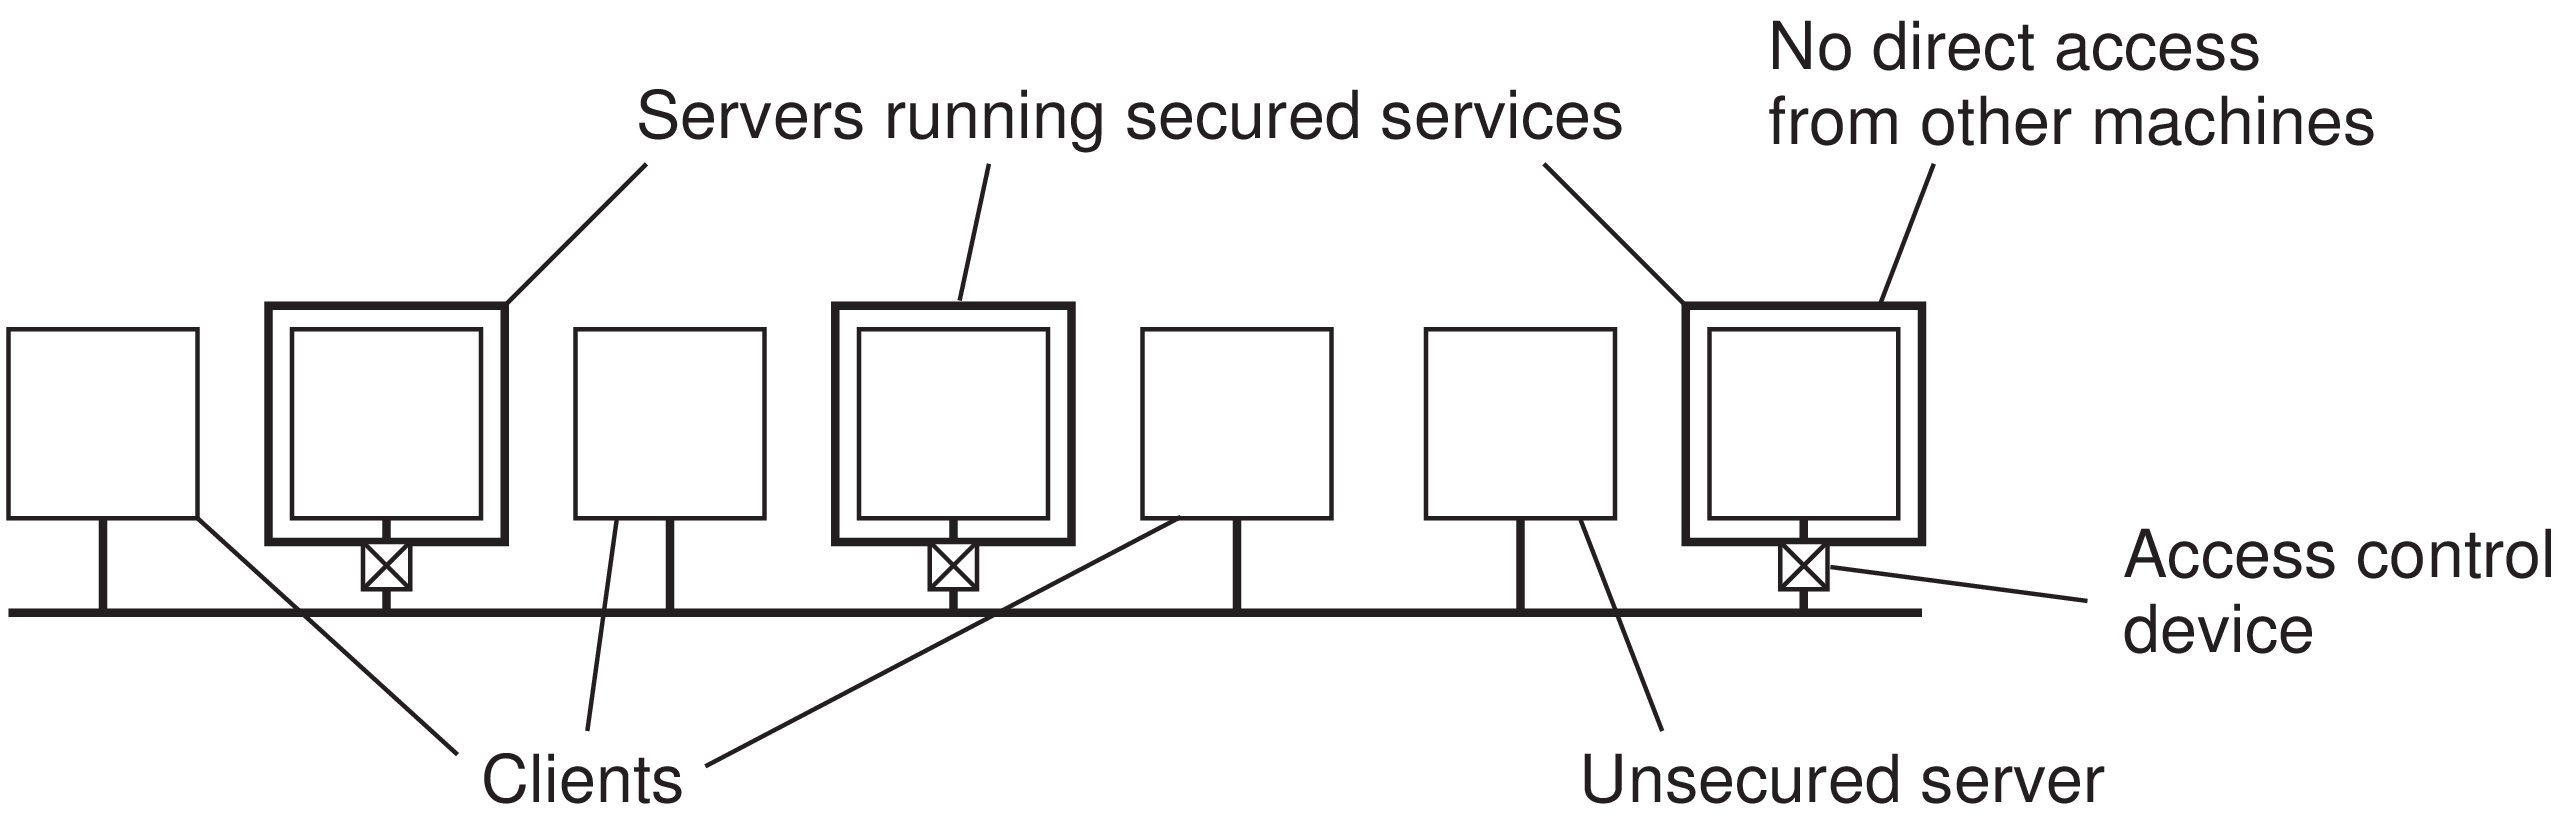 No direct access
from other machines
Servers running secured services
Access control
device
Clients
Unsecured server